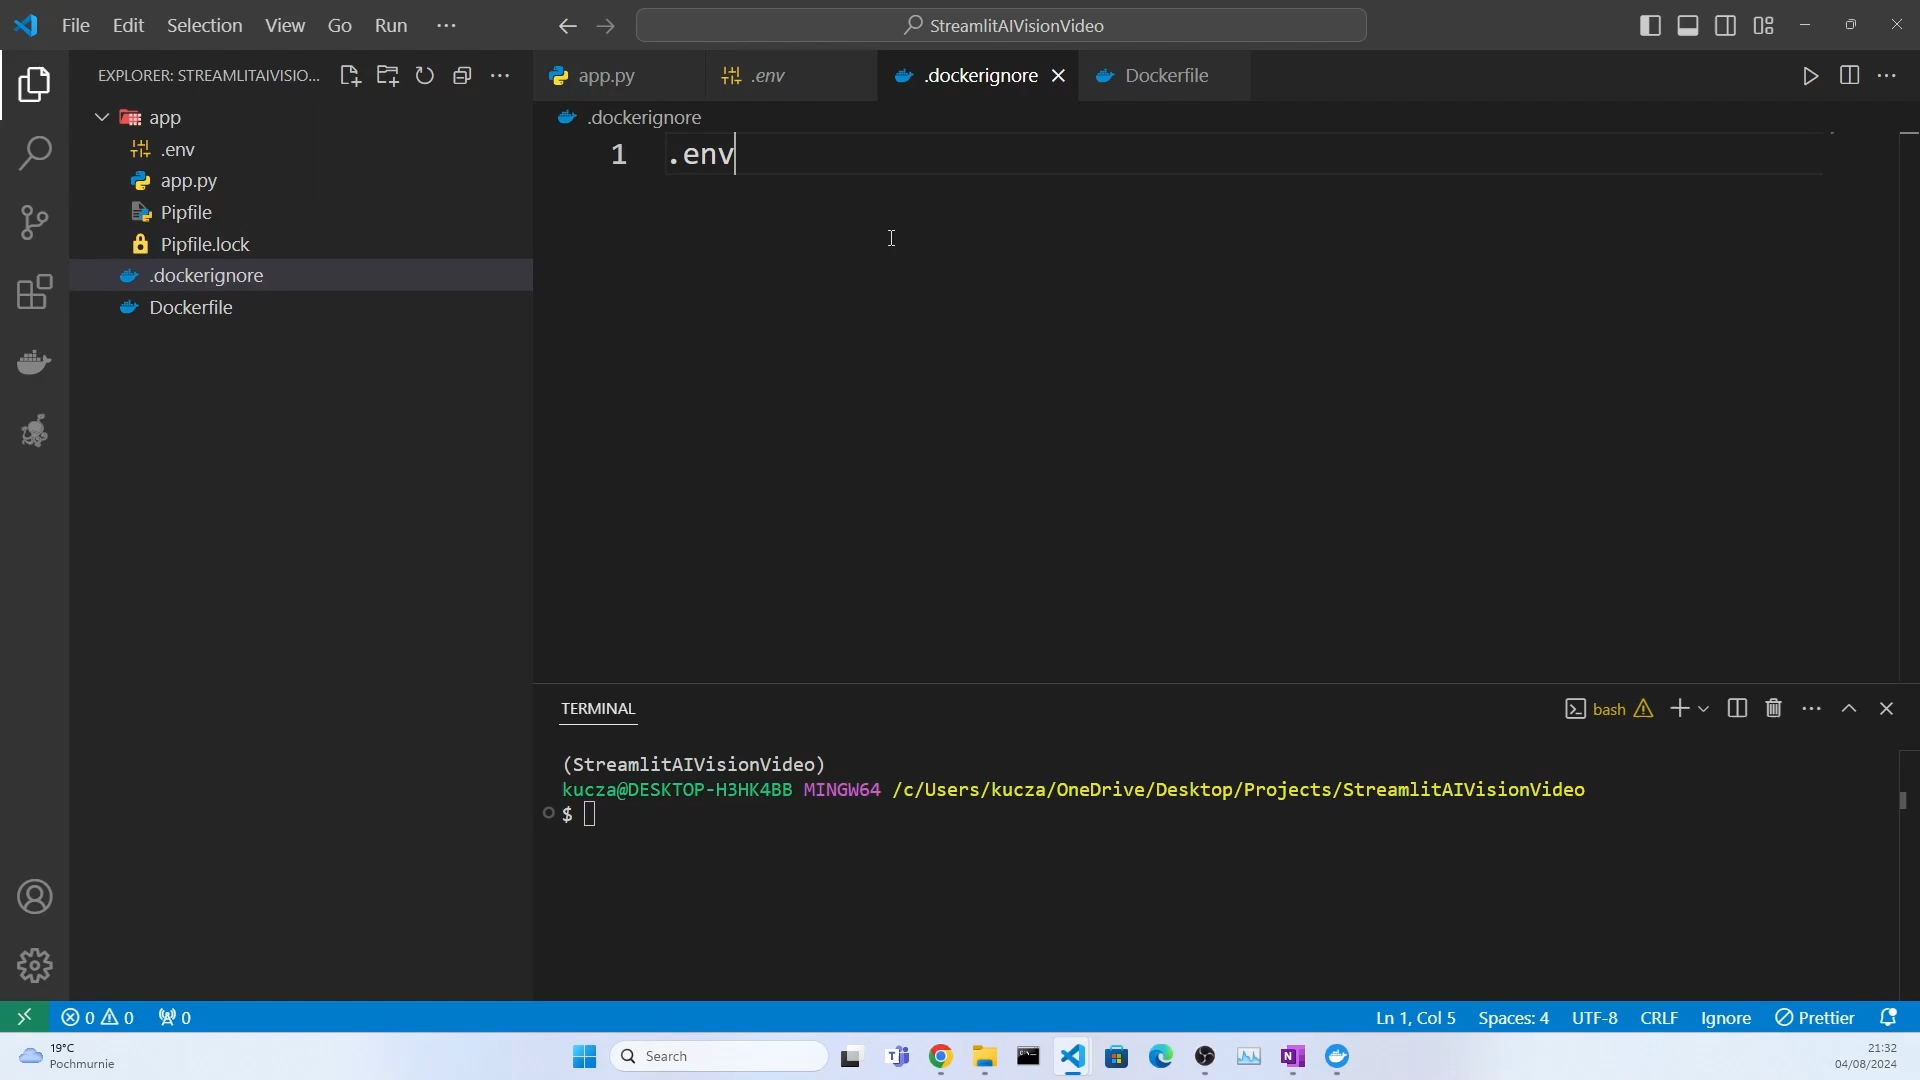 File Edit Selection View Go Run ···
StreamlitAIVisionVideo
EXPLORER: STREAMLITAIVISIO...
app
.env
app.py
Pipfile
Pipfile.lock
.dockerignore
Dockerfile
app.py
.env
.dockerignore
Dockerfile
.dockerignore
1 .env
TERMINAL
bash
(StreamlitAIVisionVideo)
kucza@DESKTOP-H3HK4BB MINGW64 /c/Users/kucza/OneDrive/Desktop/Projects/StreamlitAIVisionVideo
$
0 0 0
Ln 1, Col 5 Spaces: 4 UTF-8 CRLF Ignore Prettier
19°C
Pochmurnie
Search
21:32
04/08/2024